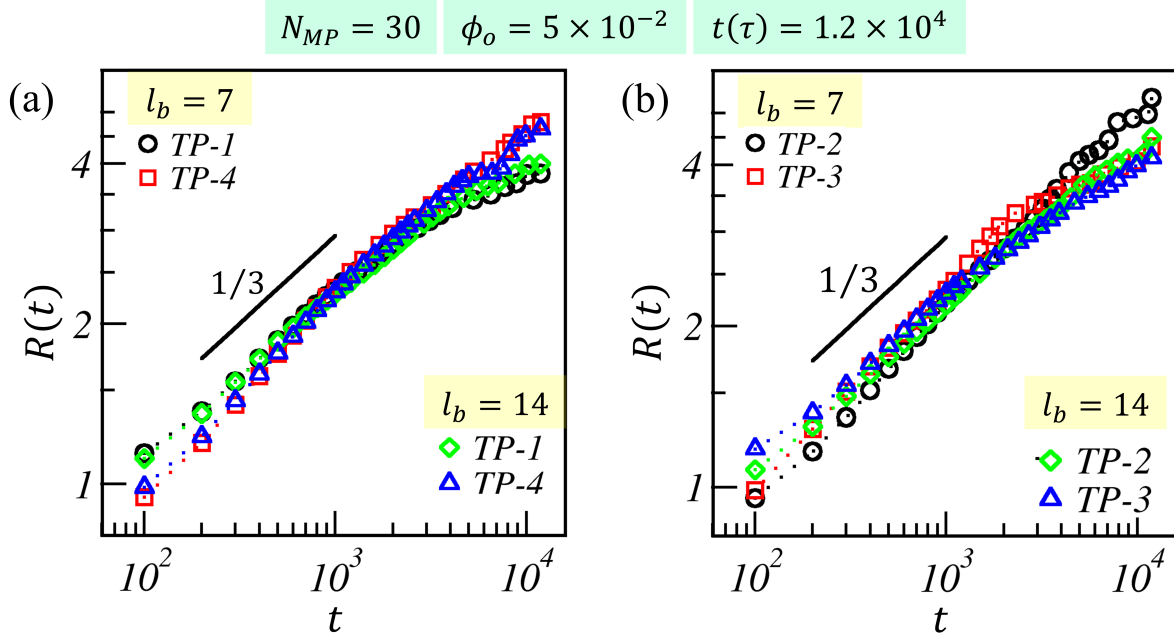 N_{MP} = 30 ϕ_o = 5 × 10^{-2} t(τ) = 1.2 × 10^4
(a)
l_b = 7
TP-1
TP-4
1/3
l_b = 14
TP-1
TP-4
R(t)
4
2
1
10^2 10^3 10^4
t
(b)
l_b = 7
TP-2
TP-3
1/3
l_b = 14
TP-2
TP-3
R(t)
4
2
1
10^2 10^3 10^4
t